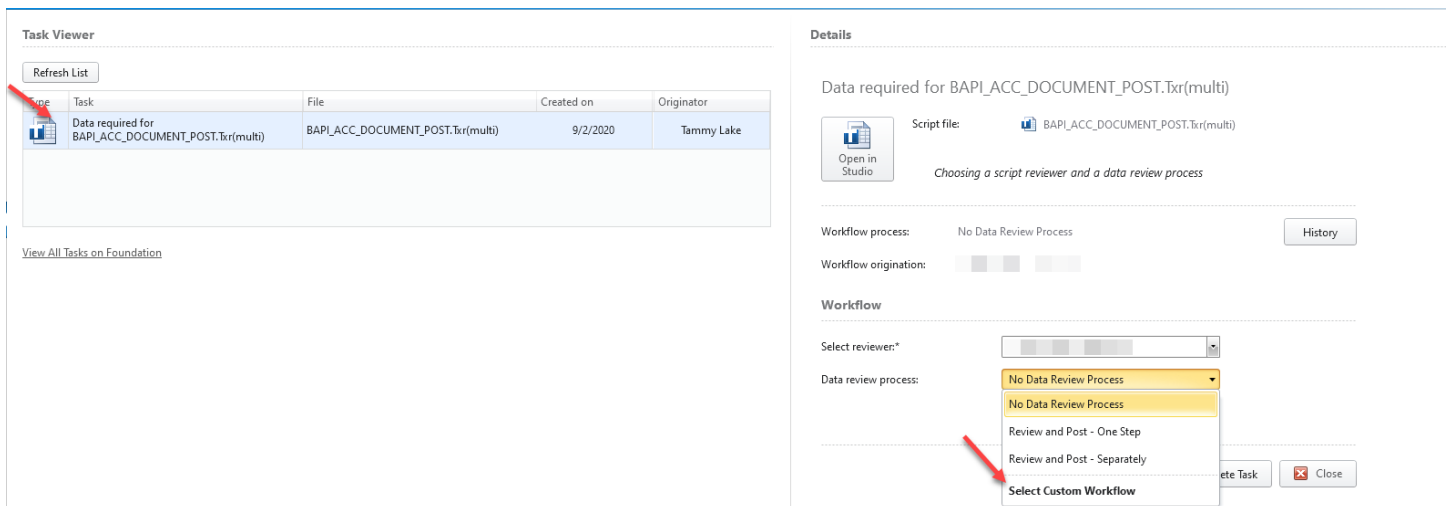 Task Viewer
Refresh List
Type Task File Created on Originator
Data required for
BAPI_ACC_DOCUMENT_POST.Txr(multi) BAPI_ACC_DOCUMENT_POST.Txr(multi) 9/2/2020 Tammy Lake
View All Tasks on Foundation
Details
Data required for BAPI_ACC_DOCUMENT_POST.Txr(multi)
Open in
Studio
Script file: BAPI_ACC_DOCUMENT_POST.Txr(multi)
Choosing a script reviewer and a data review process
Workflow process: No Data Review Process History
Workflow origination:
Workflow
Select reviewer:*
Data review process: No Data Review Process
No Data Review Process
Review and Post - One Step
Review and Post - Separately
Select Custom Workflow
ete Task Close